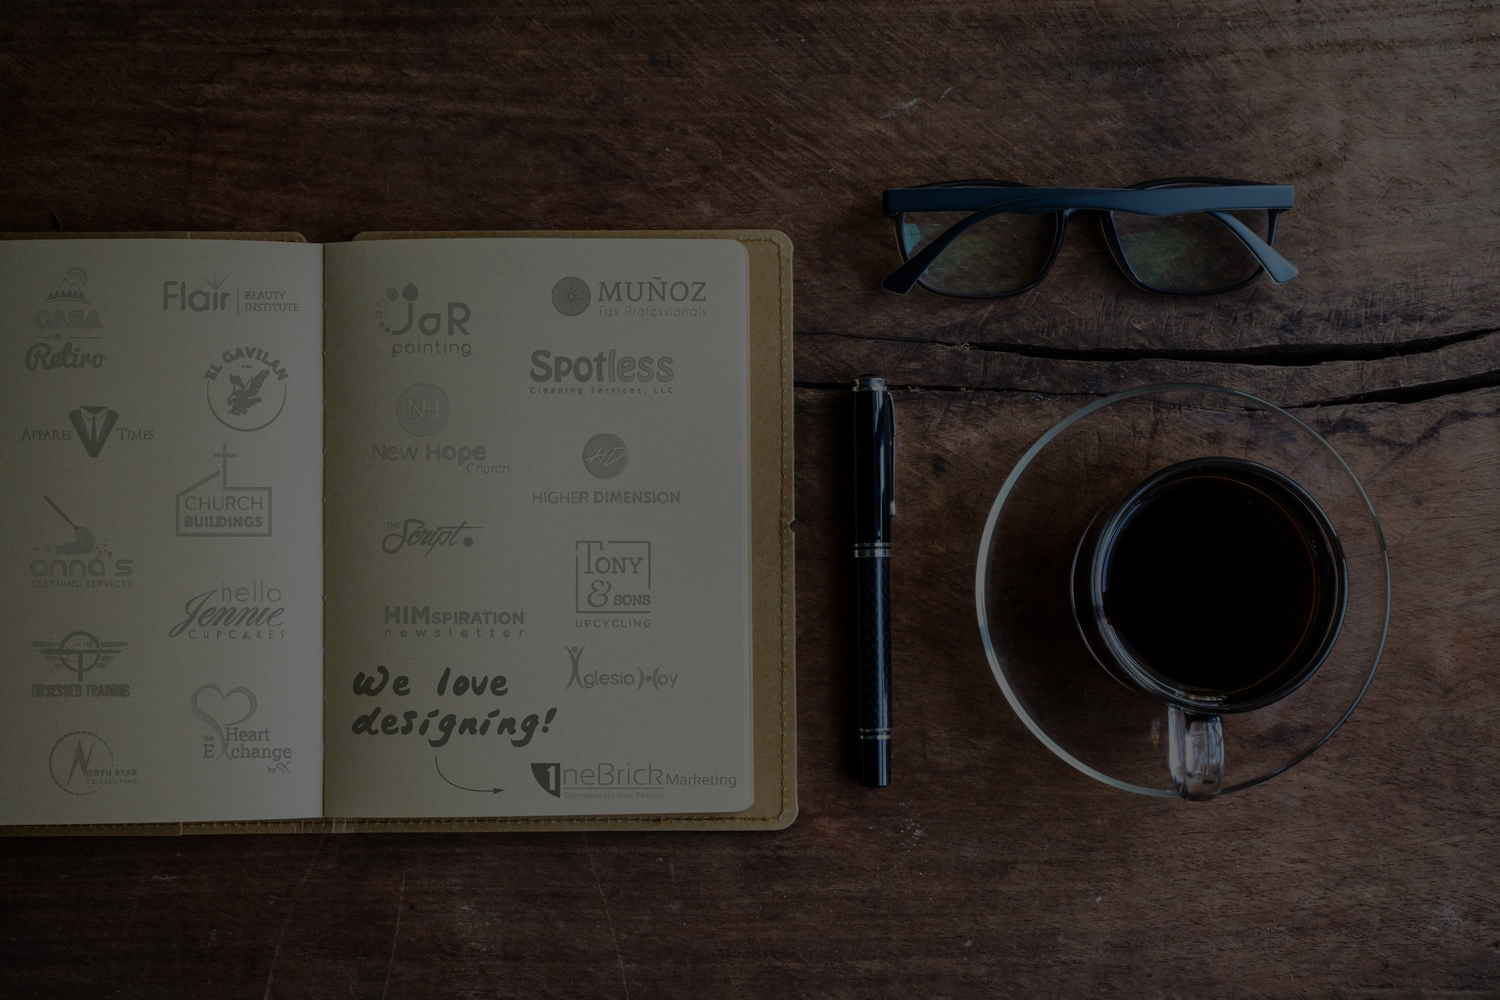 CASA
Retiro
Flair BEAUTY
INSTITUTE
EL GAVILAN
APPAREL TIMES
CHURCH
BUILDINGS
anna's
CLEANING SERVICES
hello
Jennie
CUPCAKES
OBSESSED TRAINING
the Heart
EXchange
by
NORTH STAR
CONSULTING
JOR
painting
MUÑOZ
Tax Professionals
Spotless
Cleaning Services, LLC
NH
New Hope
Church
HD
HIGHER DIMENSION
THE
Script.
TONY
& SONS
UPCYCLING
HIMSPIRATION
newsletter
Iglesia Hoy
We love
designing!
1neBrick Marketing
Communicate Your Passion